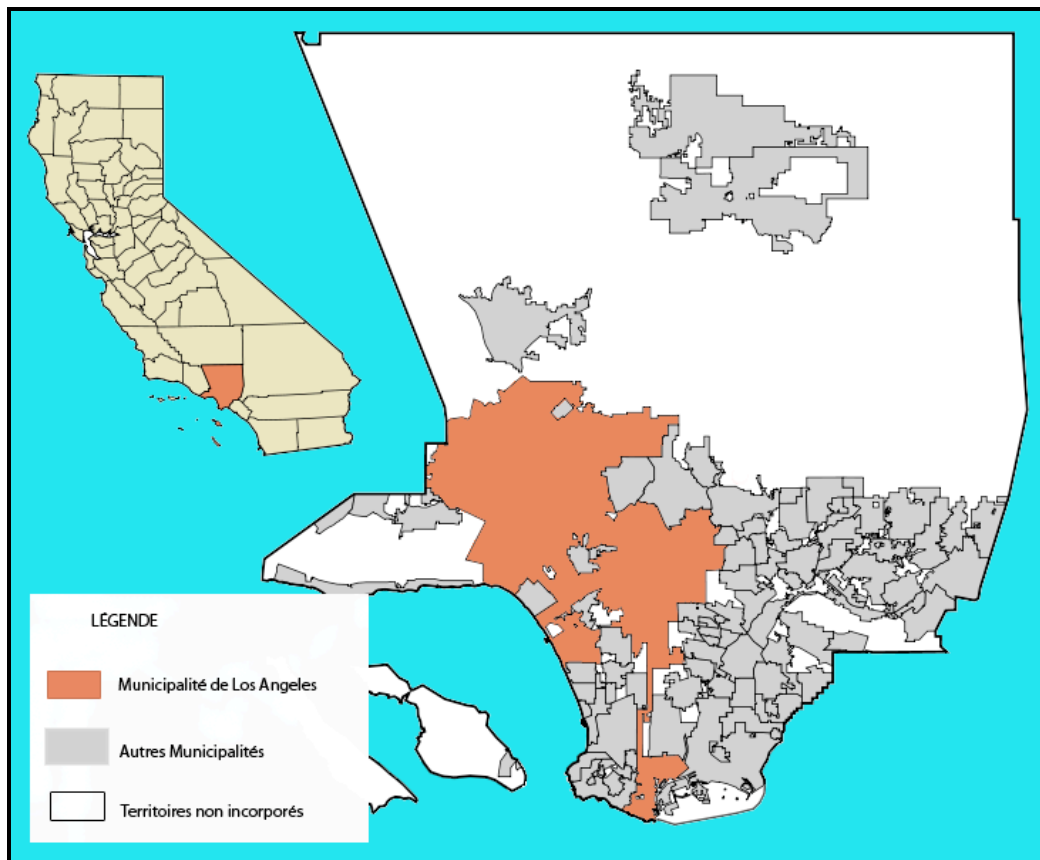 LÉGENDE
Municipalité de Los Angeles
Autres Municipalités
Territoires non incorporés